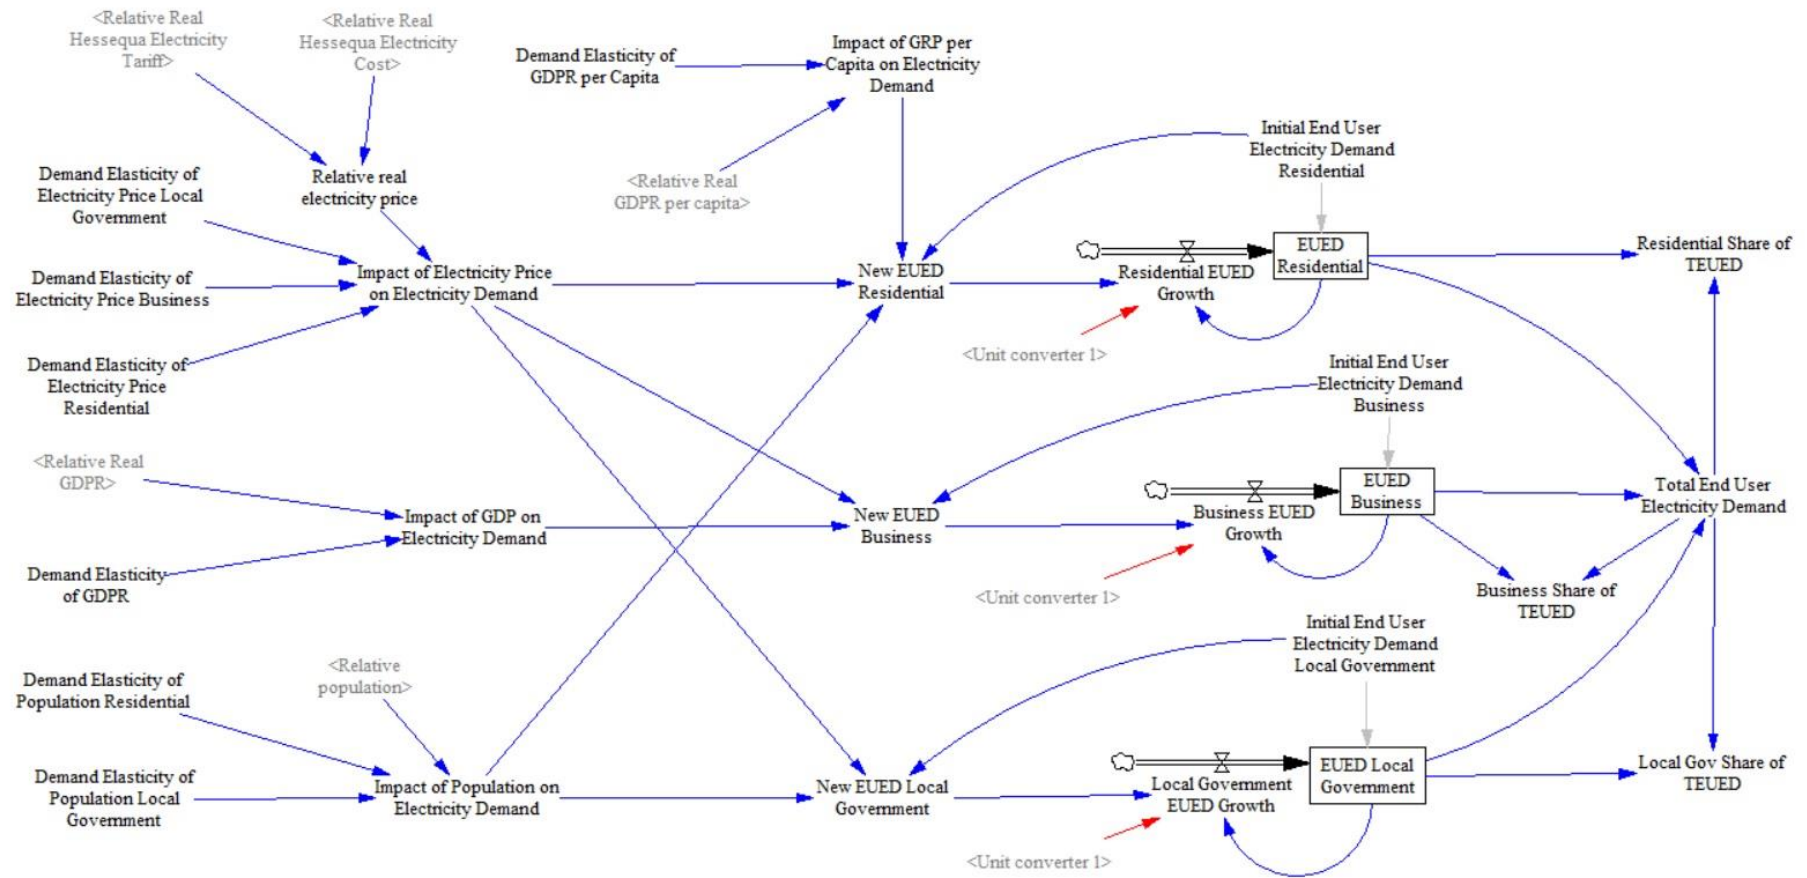 <Relative Real
Hessequa Electricity
Tariff>
<Relative Real
Hessequa Electricity
Cost>
Demand Elasticity of
GDPR per Capita
Impact of GRP per
Capita on Electricity
Demand
Initial End User
Electricity Demand
Residential
Demand Elasticity of
Electricity Price Local
Government
Relative real
electricity price
<Relative Real
GDPR per capita>
EUED
Residential
Residential Share of
TEUED
Demand Elasticity of
Electricity Price Business
Impact of Electricity Price
on Electricity Demand
New EUED
Residential
Residential EUED
Growth
<Unit converter 1>
Demand Elasticity of
Electricity Price
Residential
Initial End User
Electricity Demand
Business
<Relative Real
GDPR>
EUED
Business
Total End User
Electricity Demand
Impact of GDP on
Electricity Demand
New EUED
Business
Business EUED
Growth
Demand Elasticity
of GDPR
<Unit converter 1>
Business Share of
TEUED
Initial End User
Electricity Demand
Local Government
Demand Elasticity of
Population Residential
<Relative
population>
EUED Local
Government
Local Gov Share of
TEUED
Demand Elasticity of
Population Local
Government
Impact of Population on
Electricity Demand
New EUED Local
Government
Local Government
EUED Growth
<Unit converter 1>